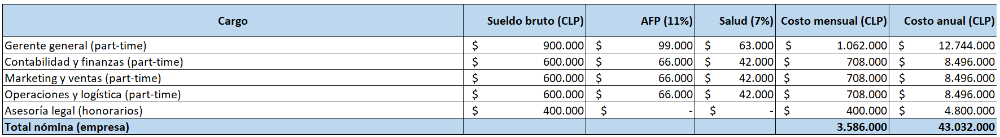 Cargo Sueldo bruto (CLP) AFP (11%) Salud (7%) Costo mensual (CLP) Costo anual (CLP)
Gerente general (part-time) $ 900.000 $ 99.000 $ 63.000 $ 1.062.000 $ 12.744.000
Contabilidad y finanzas (part-time) $ 600.000 $ 66.000 $ 42.000 $ 708.000 $ 8.496.000
Marketing y ventas (part-time) $ 600.000 $ 66.000 $ 42.000 $ 708.000 $ 8.496.000
Operaciones y logística (part-time) $ 600.000 $ 66.000 $ 42.000 $ 708.000 $ 8.496.000
Asesoría legal (honorarios) $ 400.000 $ - $ - $ 400.000 $ 4.800.000
Total nómina (empresa) 3.586.000 43.032.000